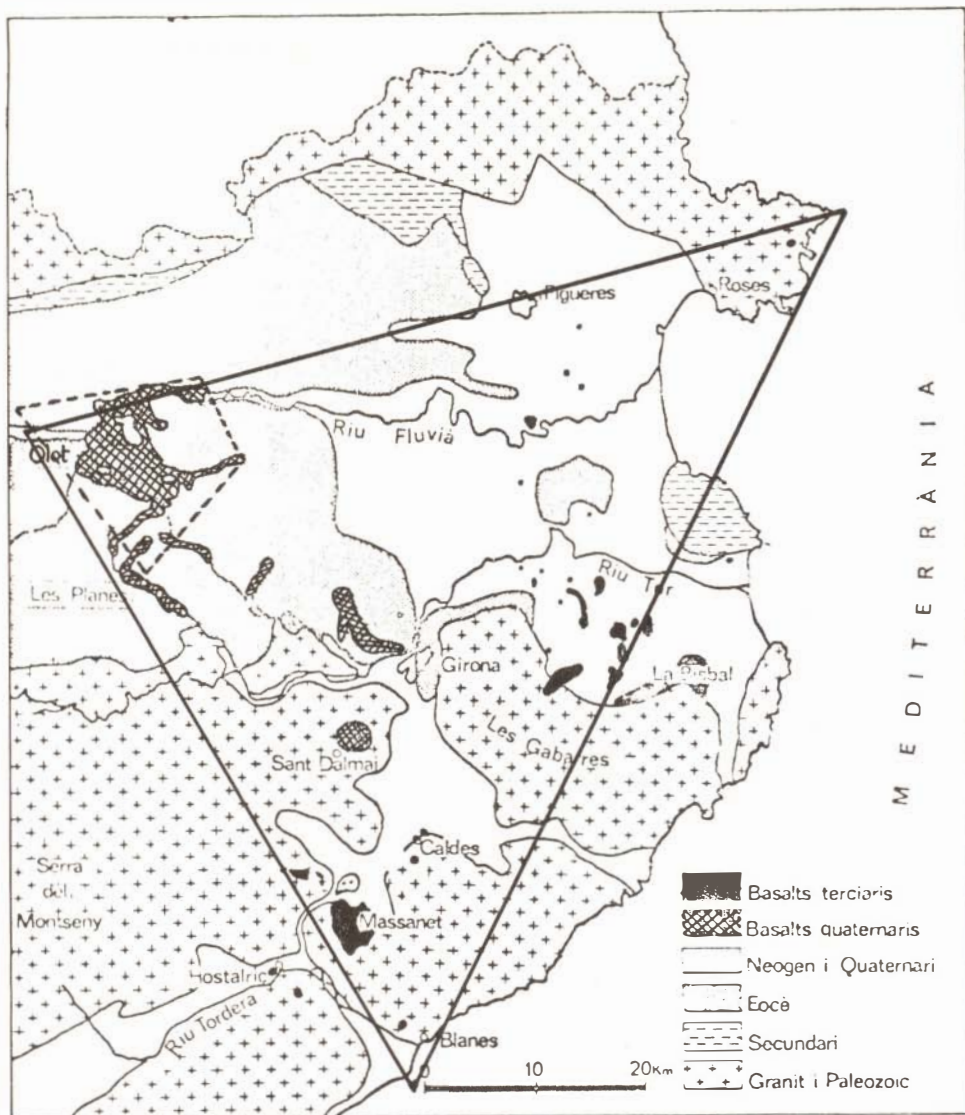 Figueres
Roses
Riu Fluvià
Olot
Les Planes
Riu Ter
Girona
La Bisbal
Les Gabarres
Sant Dalmai
Caldes
Serra
del
Montseny
Massanet
Hostalric
Riu Tordera
Blanes
MEDITERRÀNIA
0 10 20Km
Basalts terciaris
Basalts quaternaris
Neogen i Quaternari
Eocè
Secundari
Granit i Paleozoic